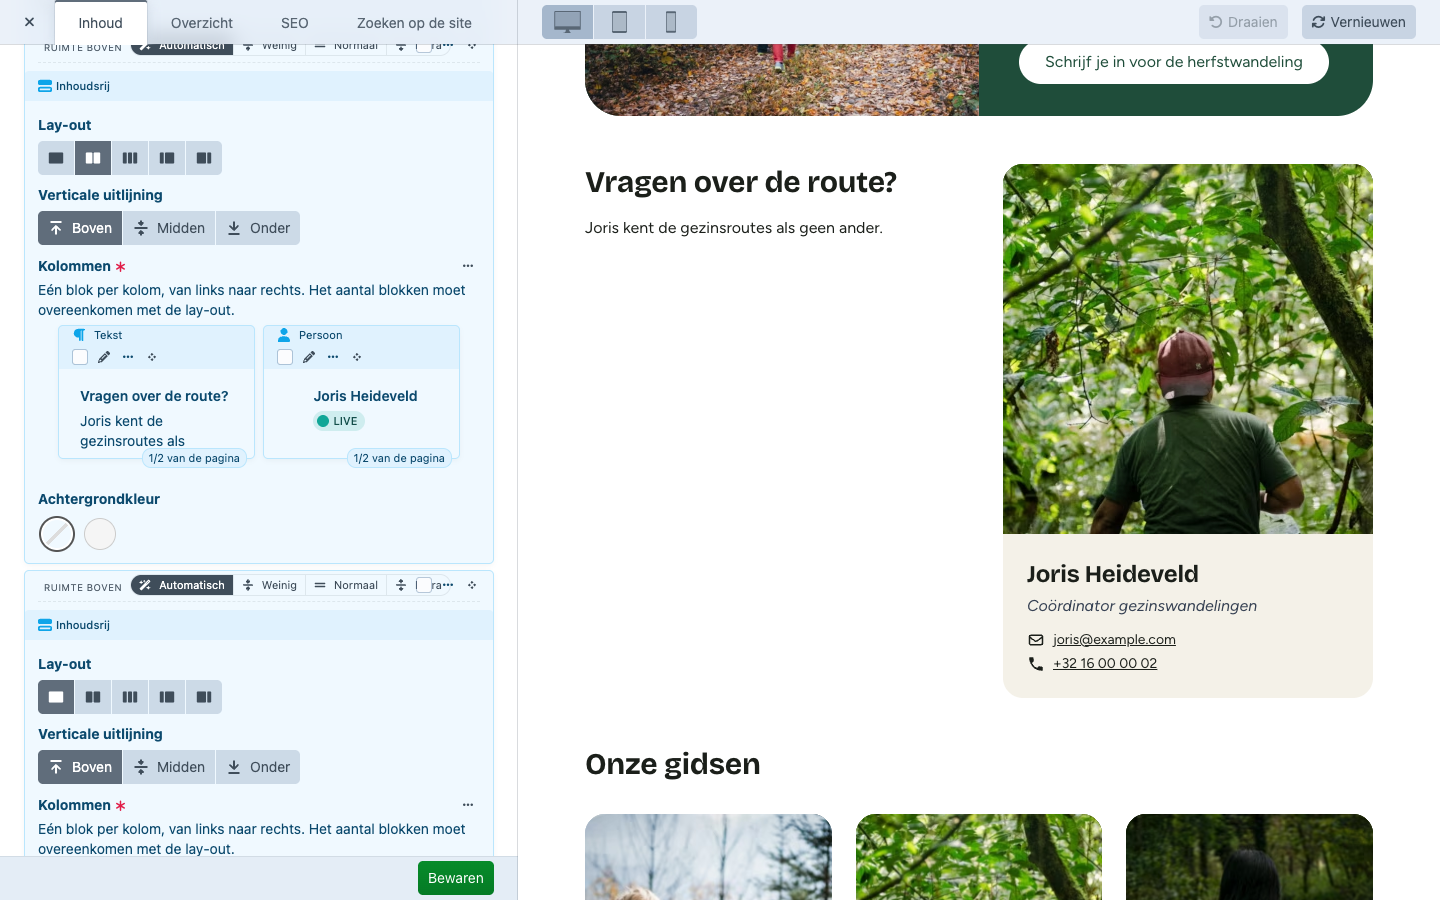 Inhoud
Overzicht
SEO
Zoeken op de site
Draaien
Vernieuwen
RUIMTE BOVEN
Automatisch
Weinig
Normaal
Inhoudsrij
Lay-out
Verticale uitlijning
Boven
Midden
Onder
Kolommen *
Eén blok per kolom, van links naar rechts. Het aantal blokken moet
overeenkomen met de lay-out.
Tekst
Persoon
Vragen over de route?
Joris kent de
gezinsroutes als
1/2 van de pagina
Joris Heideveld
LIVE
1/2 van de pagina
Achtergrondkleur
RUIMTE BOVEN
Automatisch
Weinig
Normaal
Inhoudsrij
Lay-out
Verticale uitlijning
Boven
Midden
Onder
Kolommen *
Eén blok per kolom, van links naar rechts. Het aantal blokken moet
overeenkomen met de lay-out.
Bewaren
Schrijf je in voor de herfstwandeling
Vragen over de route?
Joris kent de gezinsroutes als geen ander.
Joris Heideveld
Coördinator gezinswandelingen
joris@example.com
+32 16 00 00 02
Onze gidsen